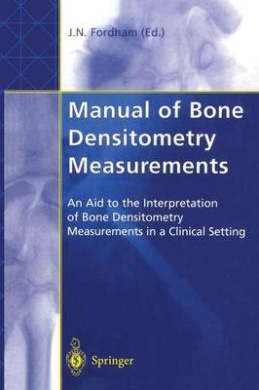 J.N. Fordham (Ed.)
Manual of Bone
Densitometry
Measurements
An Aid to the Interpretation
of Bone Densitometry
Measurements in a Clinical Setting
Springer